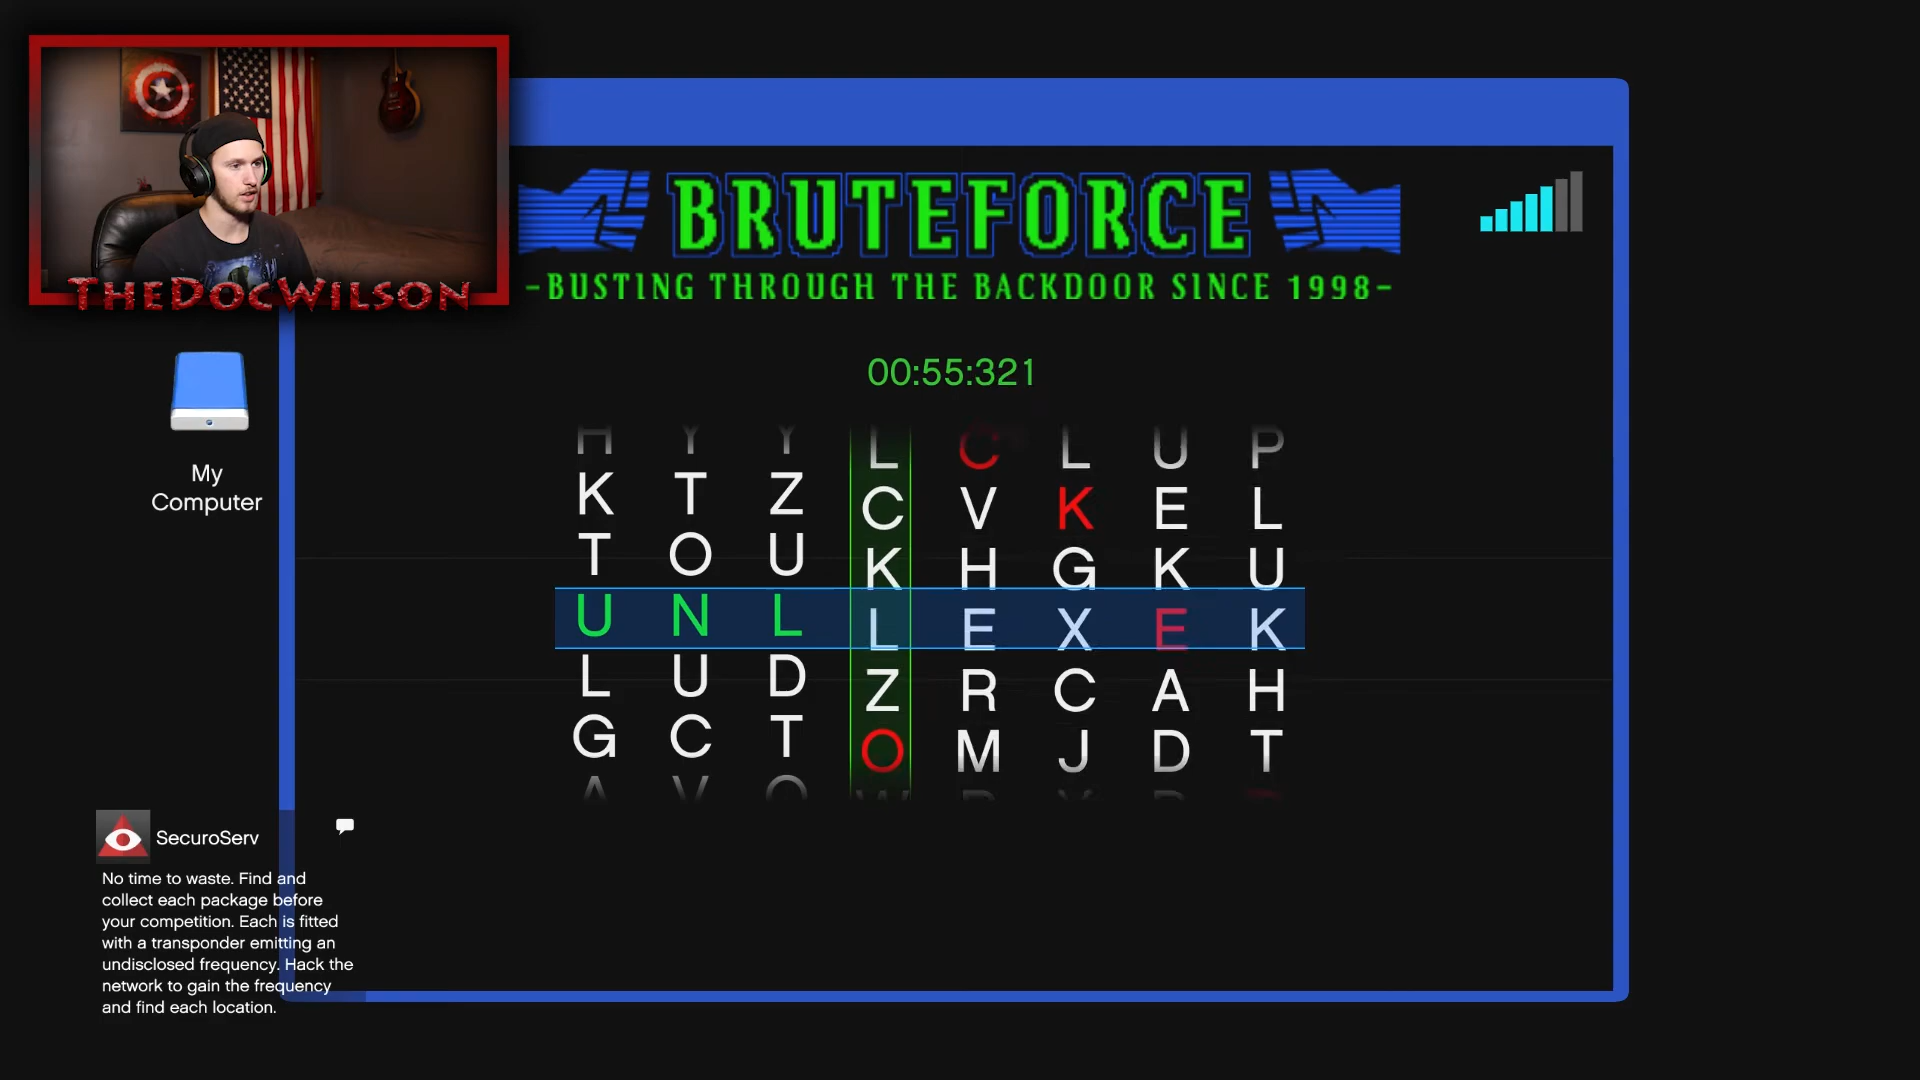 TheDocWilson
BRUTEFORCE
-BUSTING THROUGH THE BACKDOOR SINCE 1998-
00:55:321
H Y Y L C L U P
K T Z C V K E L
T O U K H G K U
U N L L E X E K
L U D Z R C A H
G C T O M J D T
My
Computer
SecuroServ
No time to waste. Find and
collect each package before
your competition. Each is fitted
with a transponder emitting an
undisclosed frequency. Hack the
network to gain the frequency
and find each location.